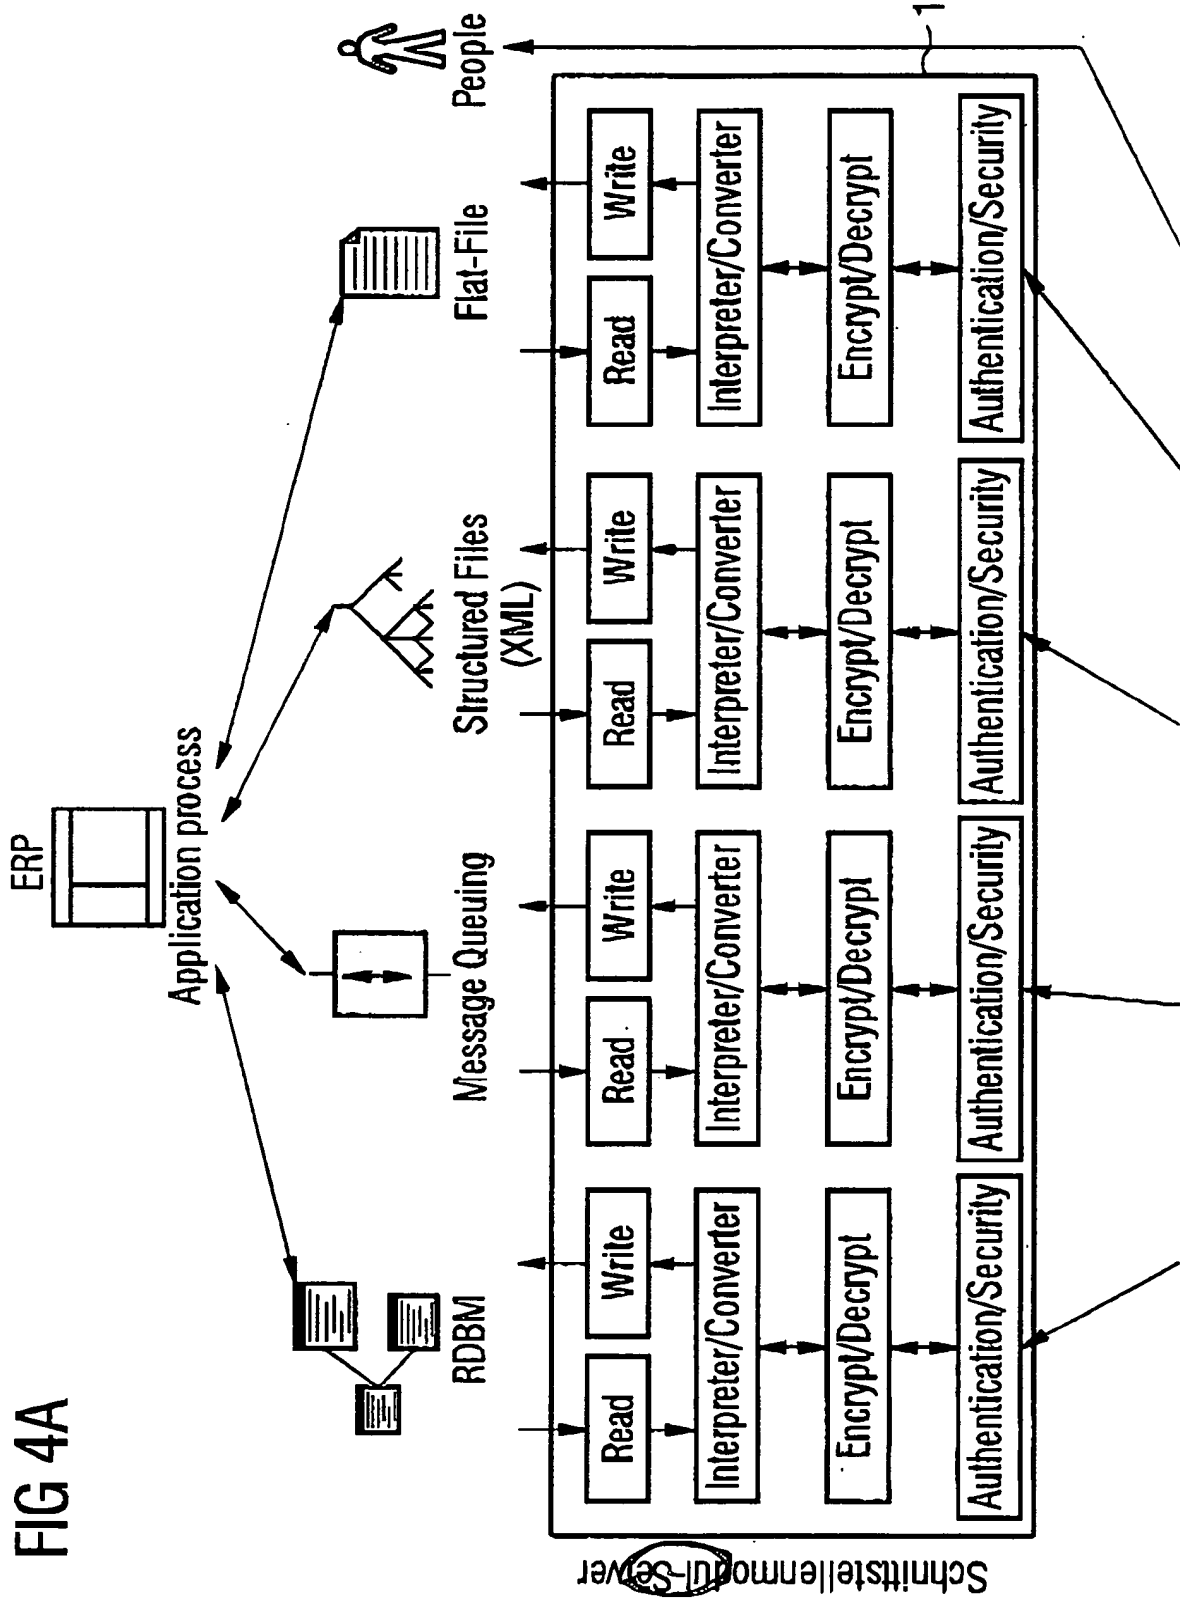 FIG 4A
ERP
Application process
RDBM
Message Queuing
Structured Files
(XML)
Flat-File
People
1
Read
Write
Read
Write
Read
Write
Read
Write
Interpreter/Converter
Interpreter/Converter
Interpreter/Converter
Interpreter/Converter
Encrypt/Decrypt
Encrypt/Decrypt
Encrypt/Decrypt
Encrypt/Decrypt
Authentication/Security
Authentication/Security
Authentication/Security
Authentication/Security
Schnittstellenmodul-Server